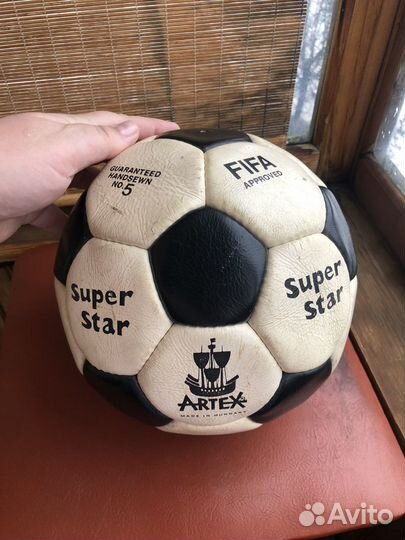 GUARANTEED
HANDSEWN
NO. 5
FIFA
APPROVED
Super
Star
Super
Star
ARTEX
MADE IN HUNGARY
Avito